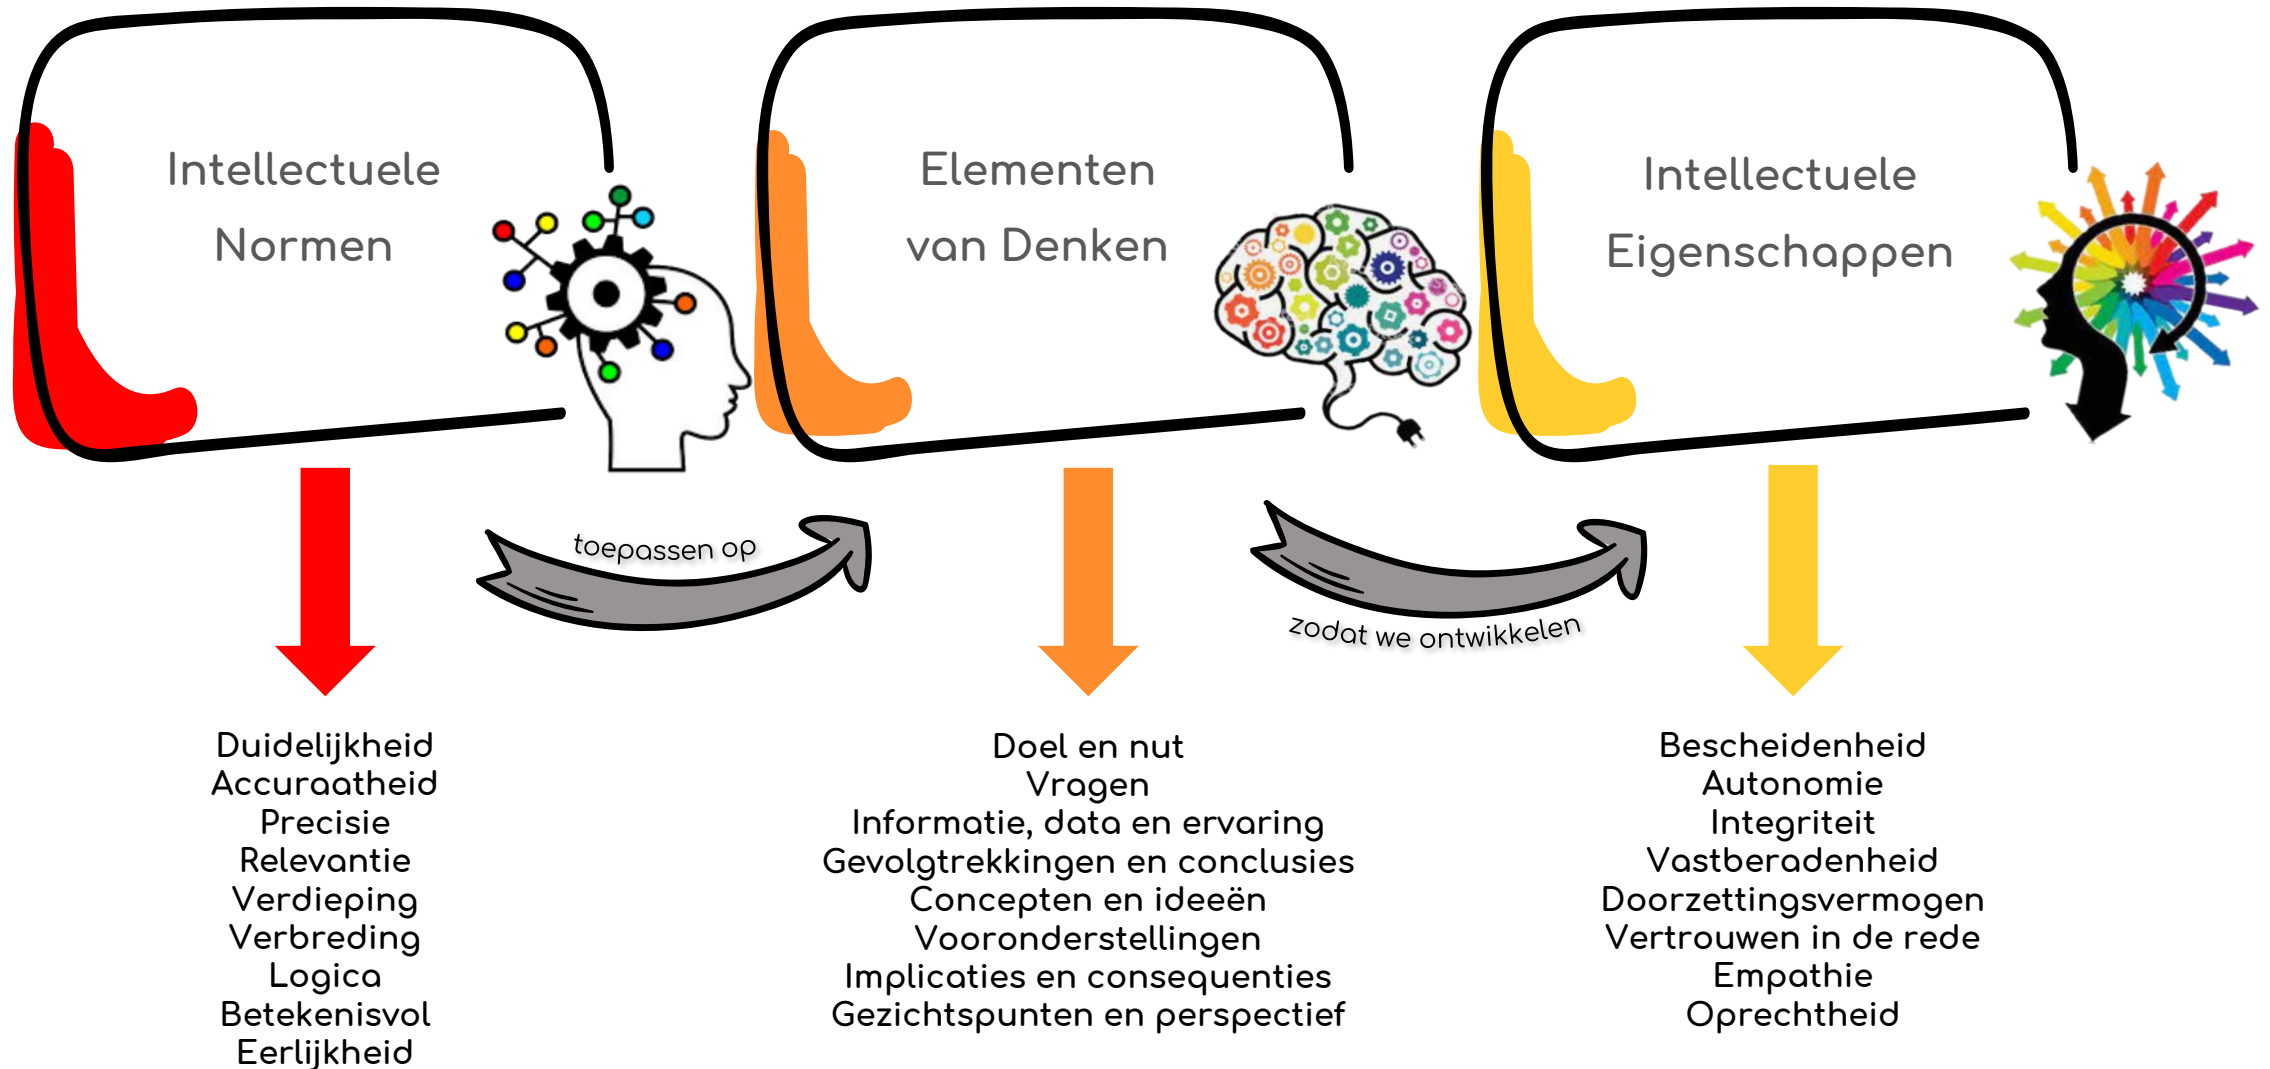 Intellectuele
Normen
Elementen
van Denken
Intellectuele
Eigenschappen
toepassen op
zodat we ontwikkelen
Duidelijkheid
Accuraatheid
Precisie
Relevantie
Verdieping
Verbreding
Logica
Betekenisvol
Eerlijkheid
Doel en nut
Vragen
Informatie, data en ervaring
Gevolgtrekkingen en conclusies
Concepten en ideeën
Vooronderstellingen
Implicaties en consequenties
Gezichtspunten en perspectief
Bescheidenheid
Autonomie
Integriteit
Vastberadenheid
Doorzettingsvermogen
Vertrouwen in de rede
Empathie
Oprechtheid